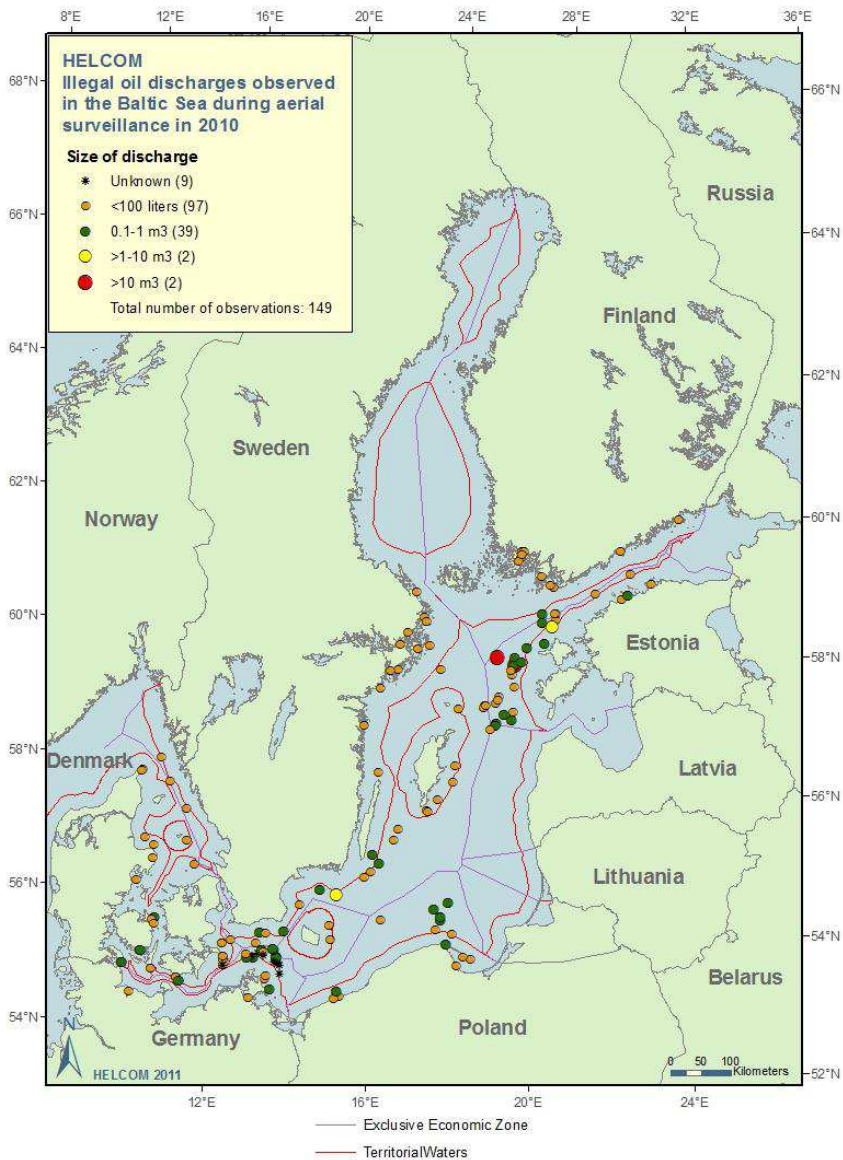 8°E 12°E 16°E 20°E 24°E 28°E 32°E 36°E
HELCOM
Illegal oil discharges observed
in the Baltic Sea during aerial
surveillance in 2010
Size of discharge
Unknown (9)
<100 liters (97)
0.1-1 m3 (39)
>1-10 m3 (2)
>10 m3 (2)
Total number of observations: 149
68°N
66°N
Russia
66°N
64°N
Finland
64°N
62°N
Sweden
62°N
Norway
60°N
60°N
Estonia
58°N
58°N
Denmark
Latvia
56°N
56°N
Lithuania
54°N
Belarus
54°N
N
Germany
Poland
HELCOM 2011
0 50 100
Kilometers
52°N
12°E 16°E 20°E 24°E
Exclusive Economic Zone
TerritorialWaters